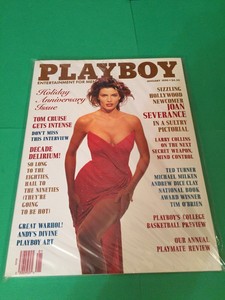 PLAYBOY
ENTERTAINMENT FOR MEN
Holiday
Anniversary
Issue
TOM CRUISE
GETS INTENSE
DON'T MISS
THIS INTERVIEW
DECADE
DELIRIUM!
SO LONG
TO THE
EIGHTIES,
HAIL TO
THE NINETIES
(THEY'RE
GOING
TO BE HOT)
GREAT WARHOL!
ANDY'S DIVINE
PLAYBOY ART
SIZZLING
HOLLYWOOD
NEWCOMER
JOAN
SEVERANCE
IN A SULTRY
PICTORIAL
LARRY COLLINS
ON THE NEXT
SECRET WEAPON,
MIND CONTROL
TED TURNER
MICHAEL MILKEN
ANDREW DICE CLAY
NATIONAL BOOK
AWARD WINNER
TIM O'BRIEN
PLAYBOY'S COLLEGE
BASKETBALL PREVIEW
OUR ANNUAL
PLAYMATE REVIEW